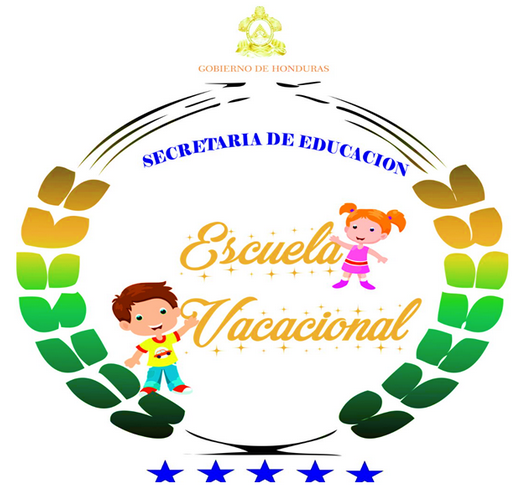 GOBIERNO DE HONDURAS
SECRETARIA DE EDUCACION
Escuela
Vacacional